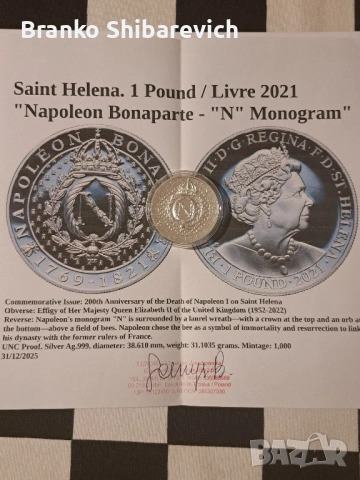 Branko Shibarevich
Saint Helena. 1 Pound / Livre 2021
"Napoleon Bonaparte - "N" Monogram"
NAPOLEON BONA
N
1769 - 1821
II · D · G · REGINA · F · D · ST · HELENA
1 POUND · 2021
N
Commemorative Issue: 200th Anniversary of the Death of Napoleon I on Saint Helena
Obverse: Effigy of Her Majesty Queen Elizabeth II of the United Kingdom (1952-2022)
Reverse: Napoleon's monogram "N" is surrounded by a laurel wreath—with a crown at the top and an orb a
the bottom—above a field of bees. Napoleon chose the bee as a symbol of immortality and resurrection to link
his dynasty with the former rulers of France.
UNC Proof. Silver Ag.999, diameter: 38.610 mm, weight: 31.1035 grams. Mintage: 1,000
31/12/2025
bazar